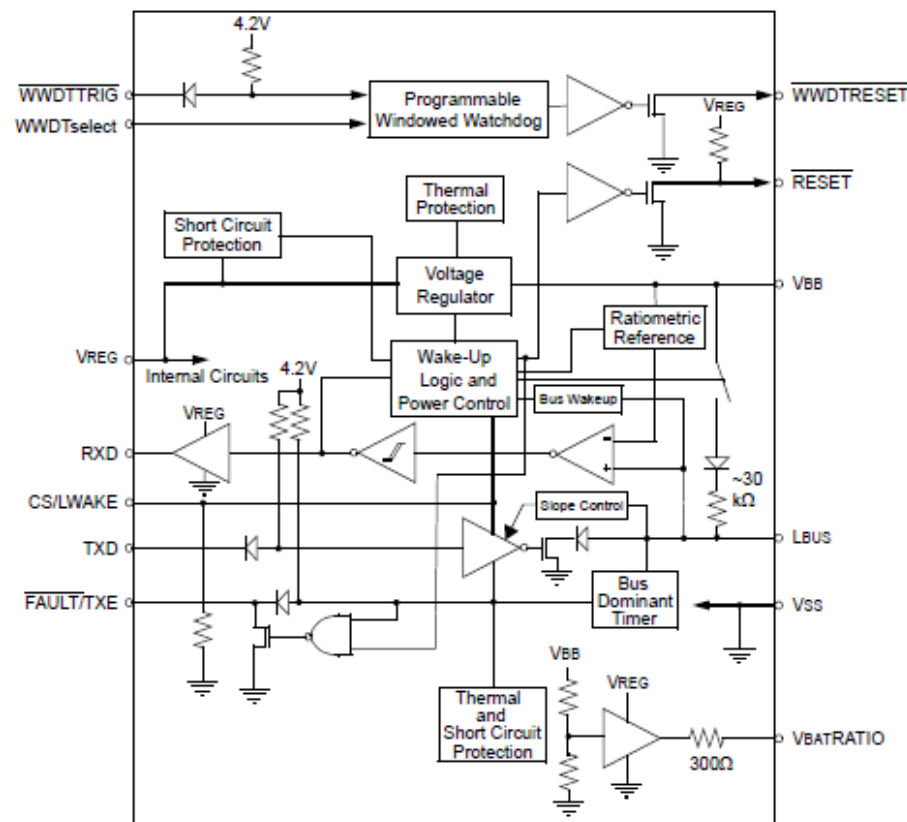 4.2V
WWDTTRIG
WWDTselect
Programmable
Windowed Watchdog
WWDTRESET
VREG
RESET
Thermal
Protection
Short Circuit
Protection
Voltage
Regulator
VBB
Ratiometric
Reference
VREG
Internal Circuits
4.2V
Wake-Up
Logic and
Power Control
Bus Wakeup
VREG
RXD
-
+
~30
kΩ
CS/LWAKE
Slope Control
TXD
LBUS
FAULT/TXE
Bus
Dominant
Timer
VSS
VBB
VREG
Thermal
and
Short Circuit
Protection
300Ω
VBATRATIO